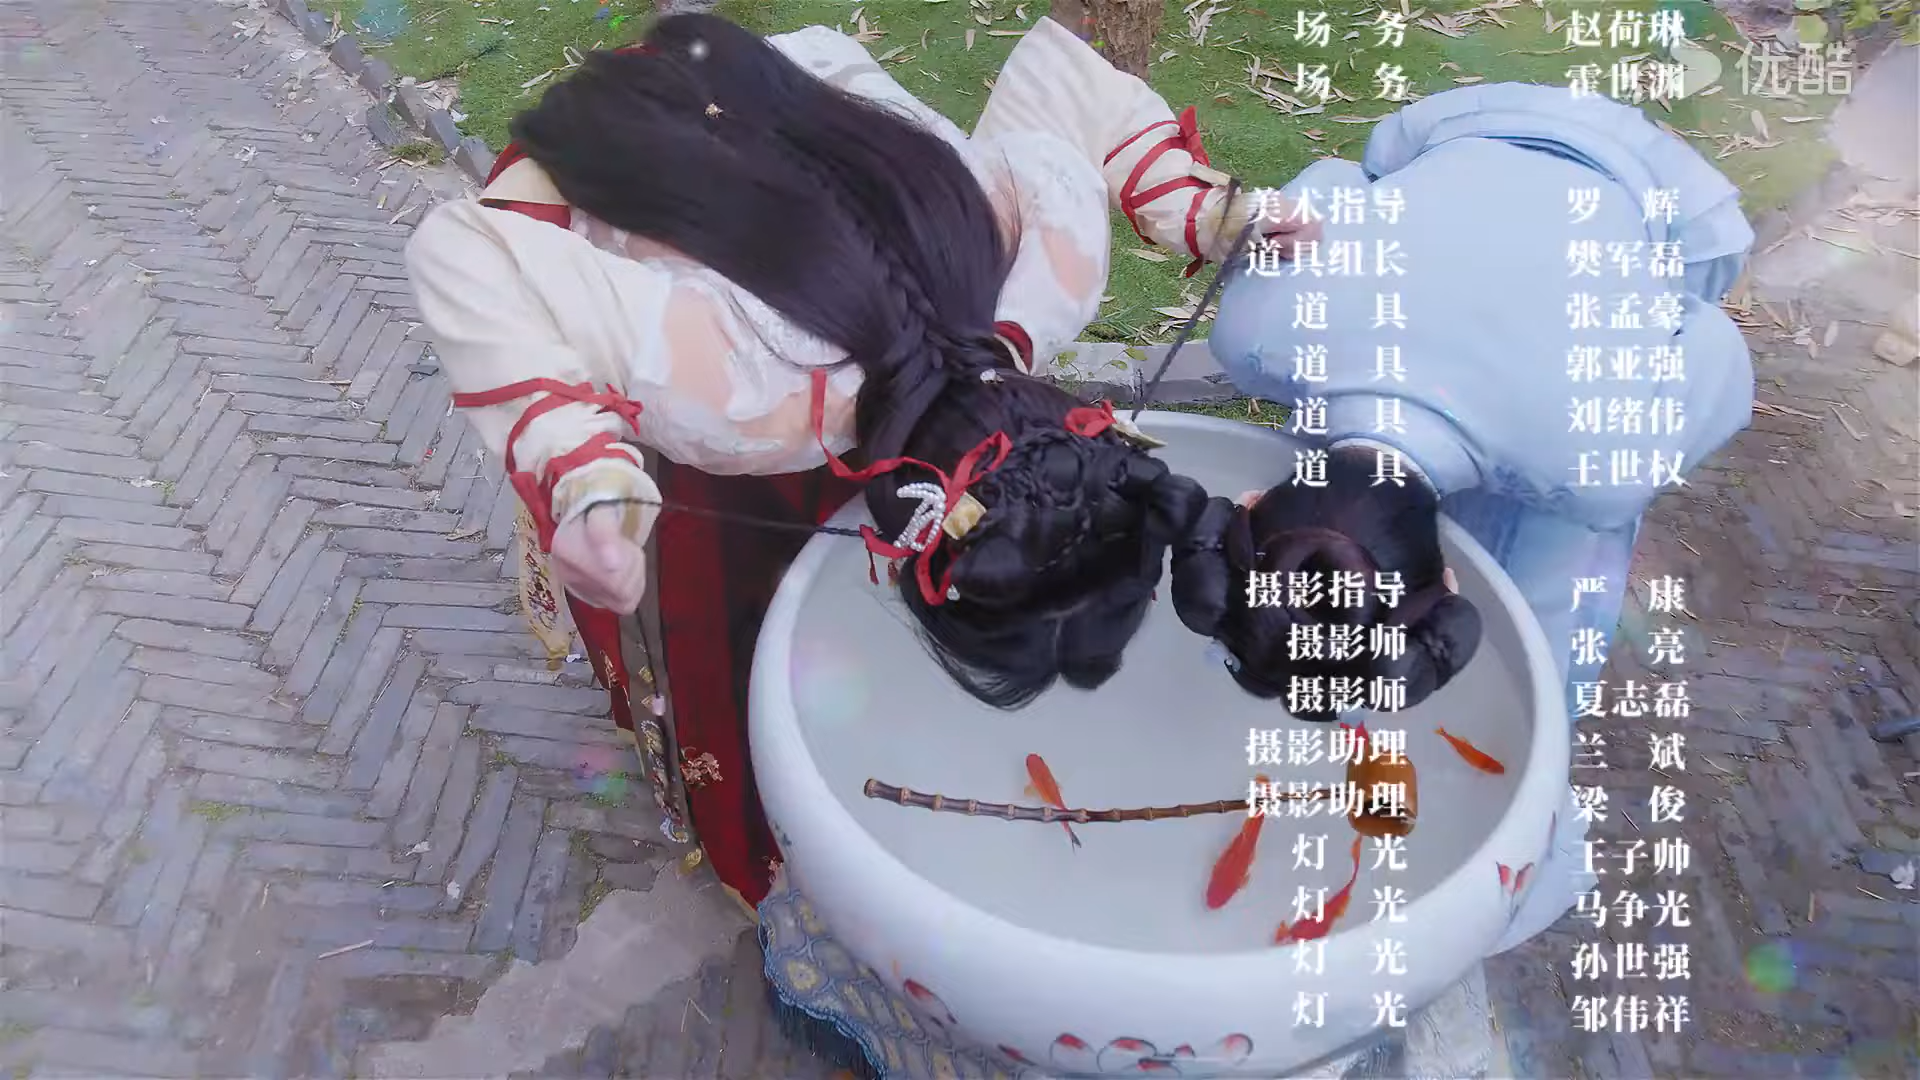 场 务 赵荷琳
场 务 霍世渊
优酷
美术指导 罗 辉
道具组长 樊军磊
道 具 张孟豪
道 具 郭亚强
道 具 刘绪伟
道 具 王世权
摄影指导 严 康
摄影师 张 亮
摄影师 夏志磊
摄影助理 兰 斌
摄影助理 梁 俊
灯 光 王子帅
灯 光 马争光
灯 光 孙世强
灯 光 邹伟祥